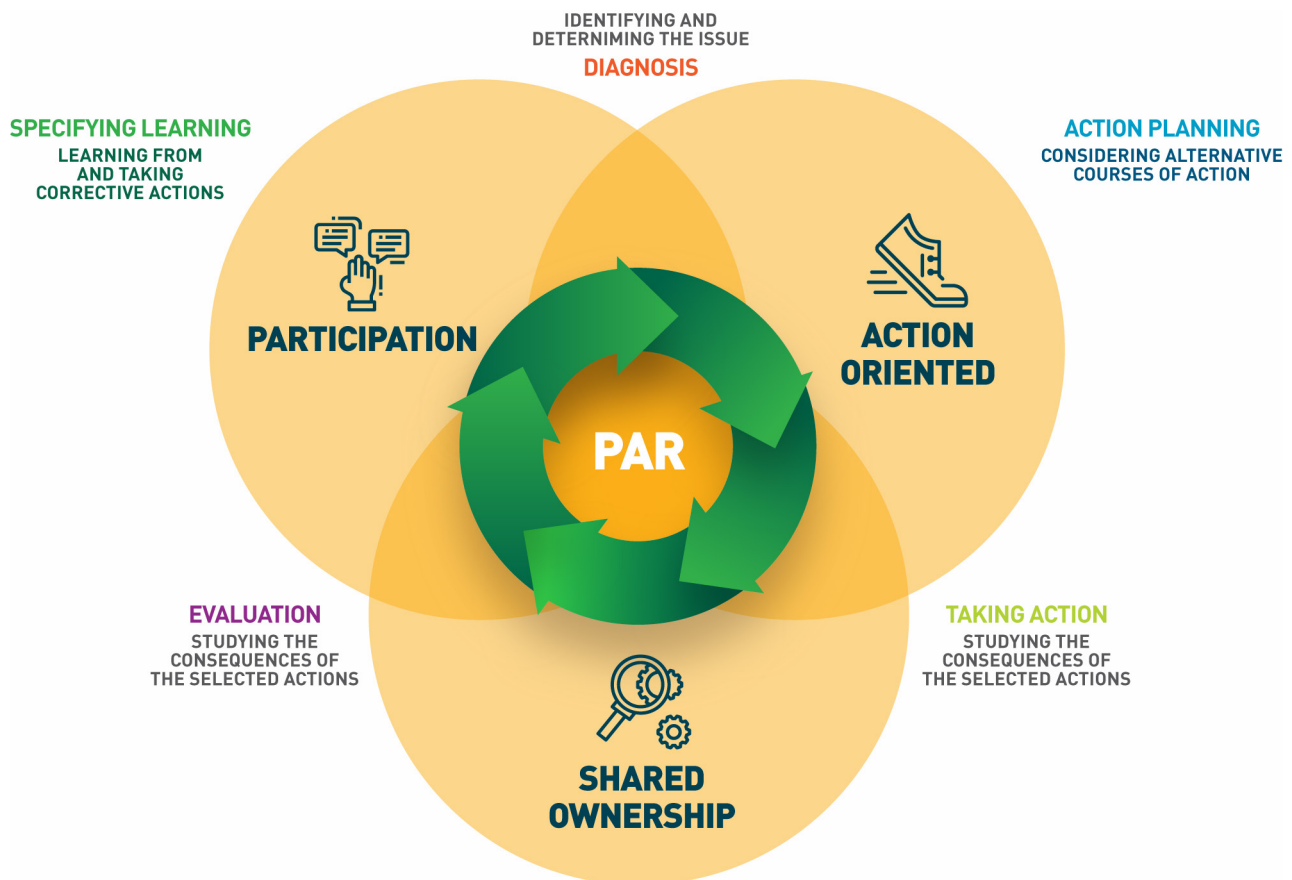 IDENTIFYING AND
DETERNIMING THE ISSUE
DIAGNOSIS
SPECIFYING LEARNING
LEARNING FROM
AND TAKING
CORRECTIVE ACTIONS
ACTION PLANNING
CONSIDERING ALTERNATIVE
COURSES OF ACTION
PARTICIPATION
ACTION
ORIENTED
PAR
EVALUATION
STUDYING THE
CONSEQUENCES OF
THE SELECTED ACTIONS
TAKING ACTION
STUDYING THE
CONSEQUENCES OF
THE SELECTED ACTIONS
SHARED
OWNERSHIP